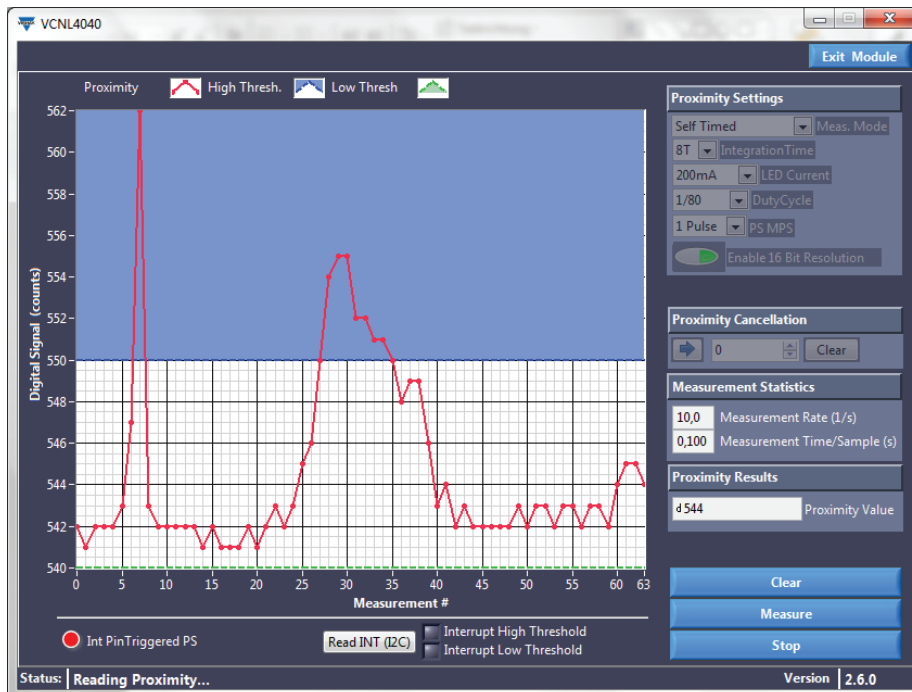 VCNL4040
Exit Module
Proximity High Thresh. Low Thresh
562
560
558
556
554
552
550
548
546
544
542
540
Digital Signal (counts)
0 5 10 15 20 25 30 35 40 45 50 55 60 63
Measurement #
Int PinTriggered PS
Read INT (I2C)
Interrupt High Threshold
Interrupt Low Threshold
Proximity Settings
Self Timed Meas. Mode
8T IntegrationTime
200mA LED Current
1/80 DutyCycle
1 Pulse PS MPS
Enable 16 Bit Resolution
Proximity Cancellation
0 Clear
Measurement Statistics
10,0 Measurement Rate (1/s)
0,100 Measurement Time/Sample (s)
Proximity Results
d 544 Proximity Value
Clear
Measure
Stop
Status: Reading Proximity... Version 2.6.0